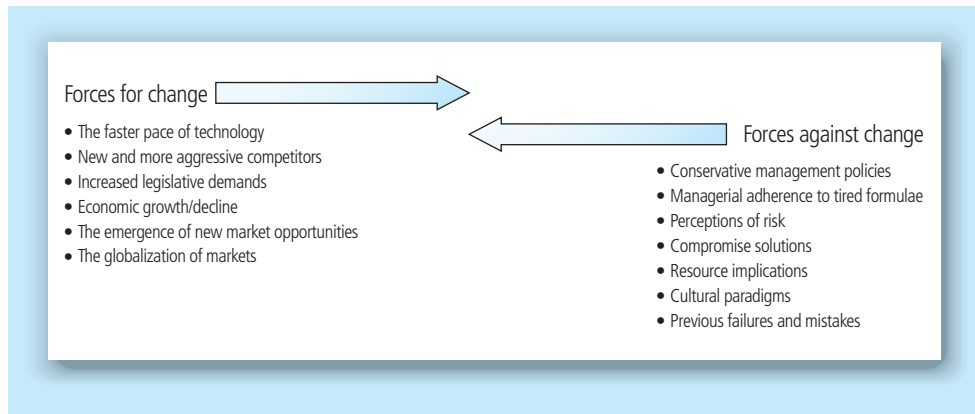 Forces for change
• The faster pace of technology
• New and more aggressive competitors
• Increased legislative demands
• Economic growth/decline
• The emergence of new market opportunities
• The globalization of markets
Forces against change
• Conservative management policies
• Managerial adherence to tired formulae
• Perceptions of risk
• Compromise solutions
• Resource implications
• Cultural paradigms
• Previous failures and mistakes